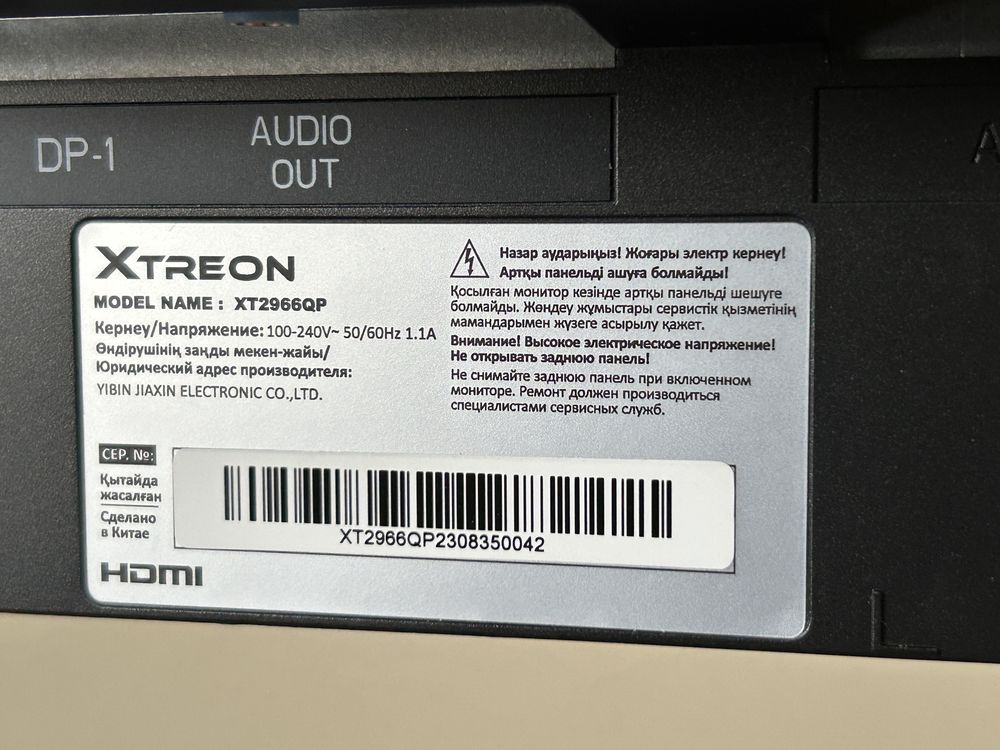 DP-1
AUDIO
OUT
A
XTREON
MODEL NAME : XT2966QP
Кернеу/Напряжение: 100-240V~ 50/60Hz 1.1A
Өндірушінің заңды мекен-жайы/
Юридический адрес производителя:
YIBIN JIAXIN ELECTRONIC CO.,LTD.
Назар аударыңыз! Жоғары электр кернеу!
Артқы панельді ашуға болмайды!
Қосылған монитор кезінде артқы панельді шешуге
болмайды. Жөндеу жұмыстары сервистік қызметінің
мамандарымен жүзеге асырылу қажет.
Внимание! Высокое электрическое напряжение!
Не открывать заднюю панель!
Не снимайте заднюю панель при включенном
мониторе. Ремонт должен производиться
специалистами сервисных служб.
СЕР. №:
Қытайда
жасалған
Сделано
в Китае
XT2966QP2308350042
HDMI
L